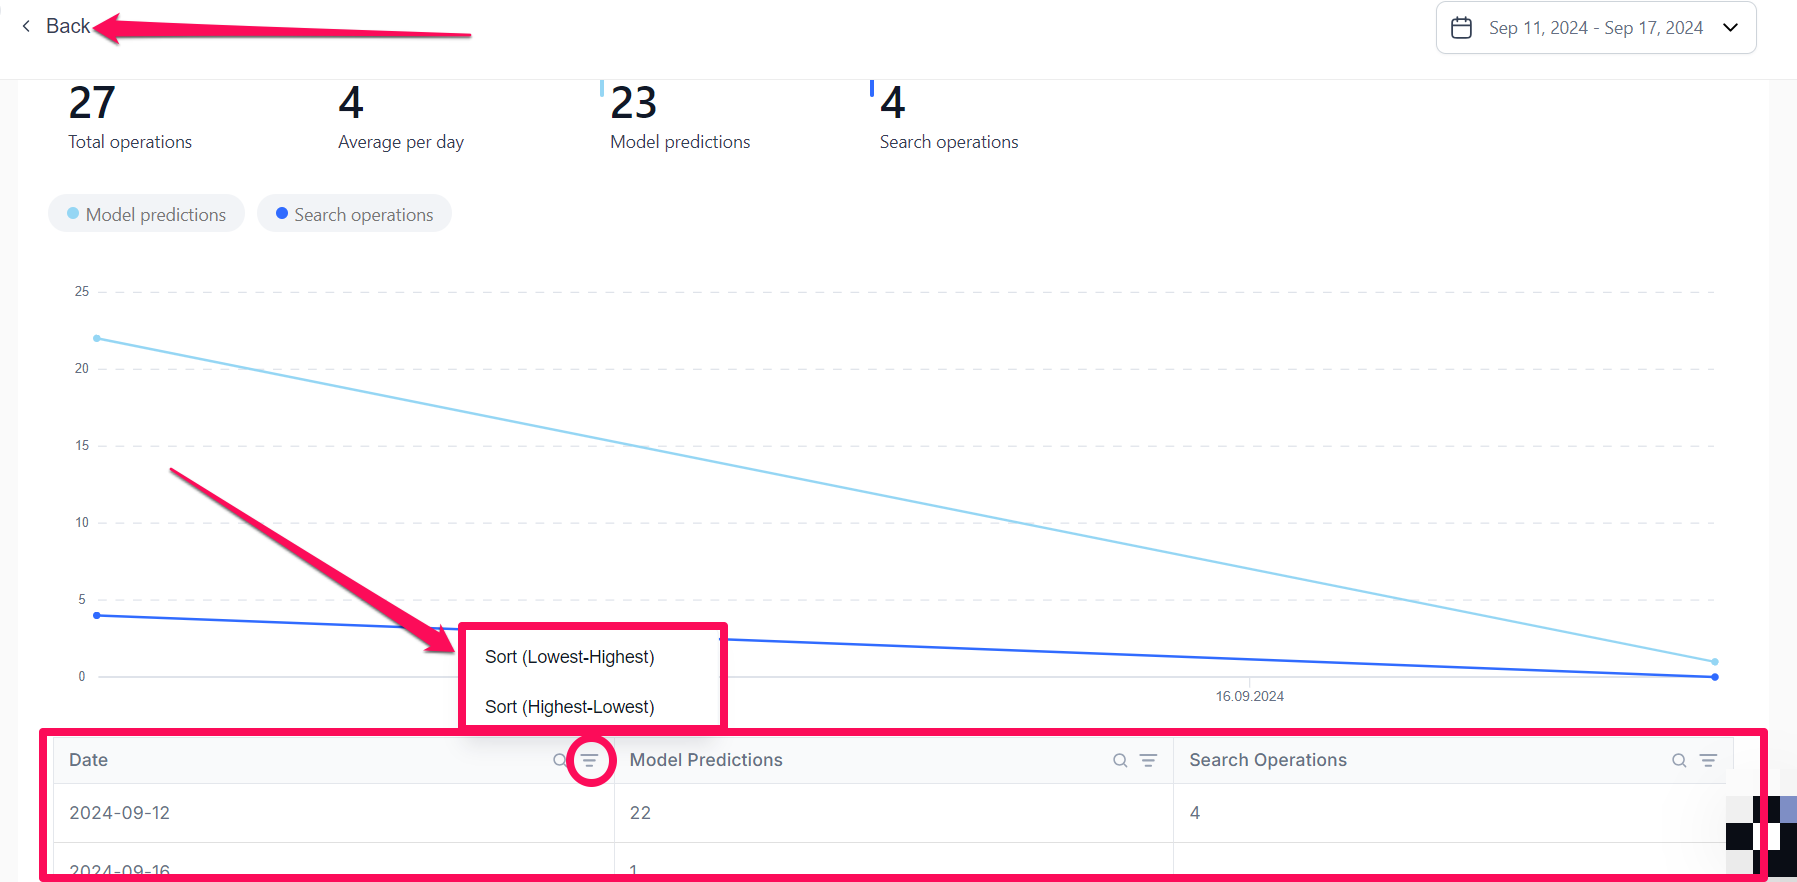 Back
Sep 11, 2024 - Sep 17, 2024
27
4
23
4
Total operations
Average per day
Model predictions
Search operations
Model predictions
Search operations
25
20
15
10
5
0
16.09.2024
Sort (Lowest-Highest)
Sort (Highest-Lowest)
Date
Model Predictions
Search Operations
2024-09-12
22
4
2024-09-16
1